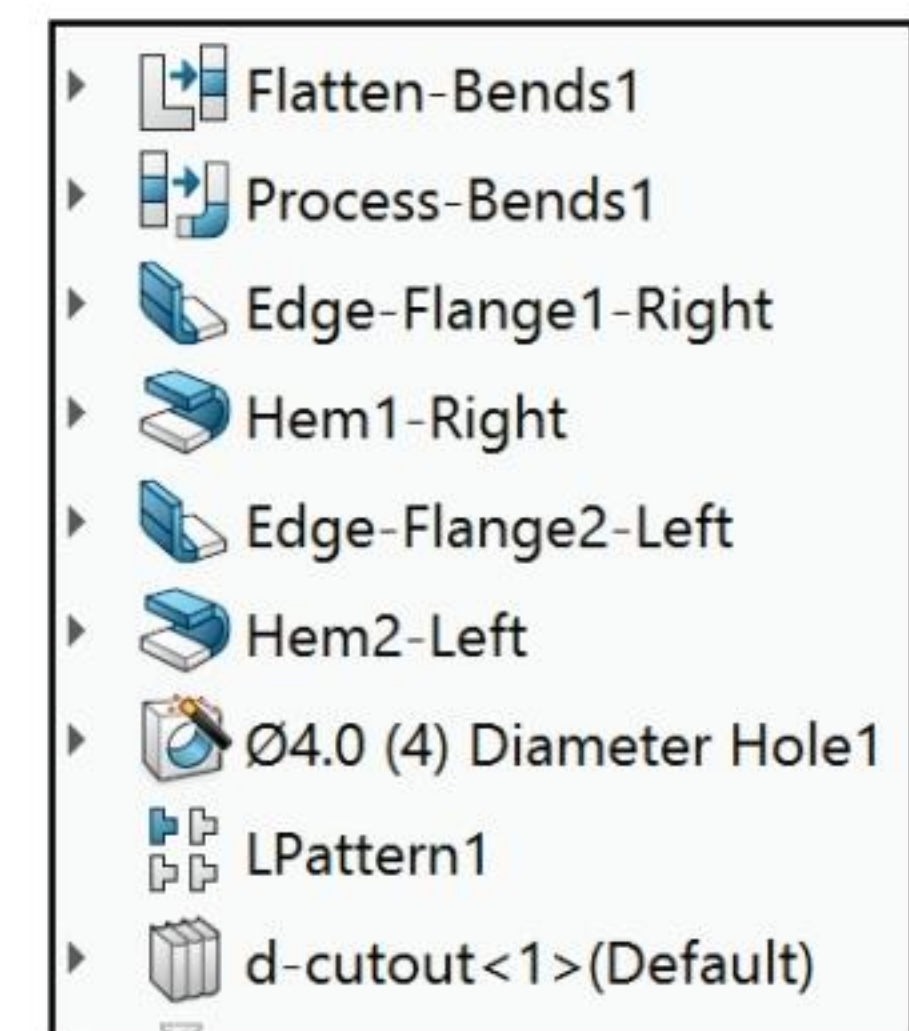 Flatten-Bends1
Process-Bends1
Edge-Flange1-Right
Hem1-Right
Edge-Flange2-Left
Hem2-Left
Ø4.0 (4) Diameter Hole1
LPattern1
d-cutout<1>(Default)